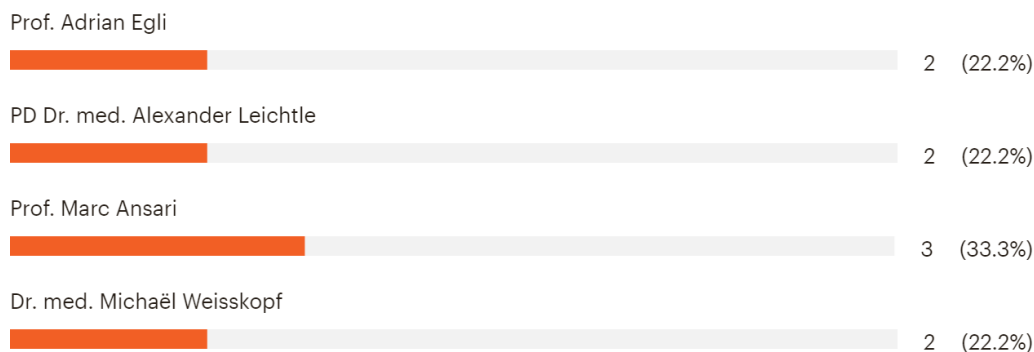 Prof. Adrian Egli
2 (22.2%)
PD Dr. med. Alexander Leichtle
2 (22.2%)
Prof. Marc Ansari
3 (33.3%)
Dr. med. Michaël Weisskopf
2 (22.2%)